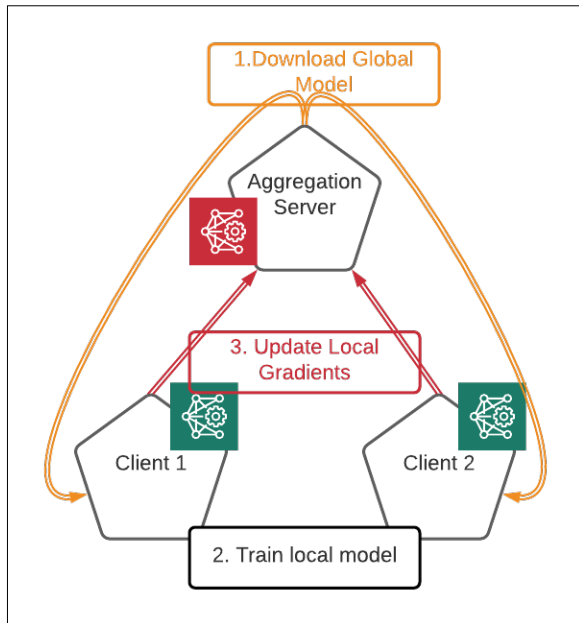 1.Download Global
Model
Aggregation
Server
3. Update Local
Gradients
Client 1
Client 2
2. Train local model